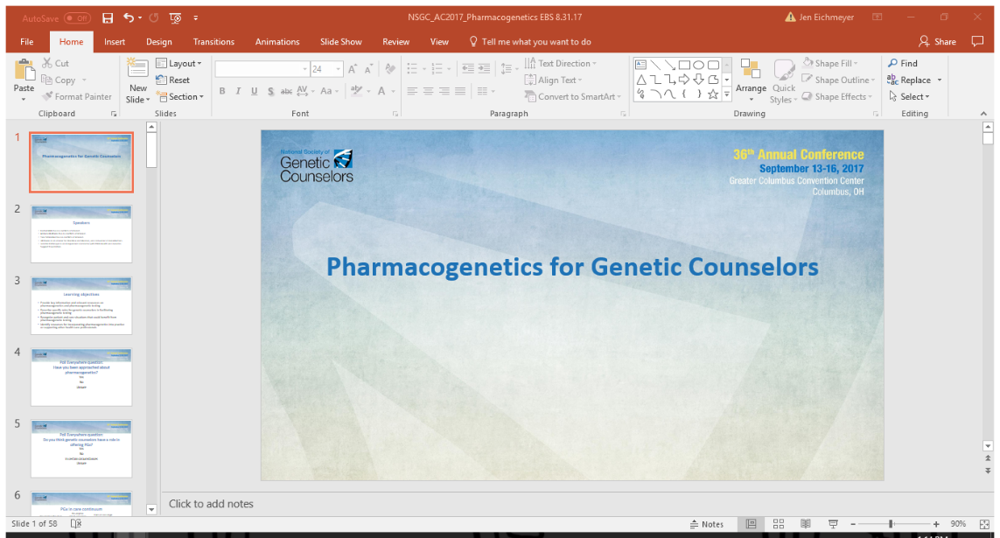 AutoSave Off
NSGC_AC2017_Pharmacogenetics EBS 8.31.17
Jen Eichmeyer
File Home Insert Design Transitions Animations Slide Show Review View Tell me what you want to do
Share
Paste
Cut
Copy
Format Painter
Clipboard
New
Slide
Layout
Reset
Section
Slides
24
A A
B I U S abc AV Aa A
Font
Text Direction
Align Text
Convert to SmartArt
Paragraph
Arrange
Quick
Styles
Shape Fill
Shape Outline
Shape Effects
Drawing
Find
Replace
Select
Editing
1
Pharmacogenetics for Genetic Counselors
2
Speakers
3
Learning objectives
4
Poll Everywhere question:
Have you been approached about
pharmacogenetics?
Yes
No
Unsure
5
Poll Everywhere question:
Do you think genetic counselors have a role in
offering PGx?
Yes
No
In certain circumstances
Unsure
6
PGx in care continuum
National Society of
Genetic
Counselors
36th Annual Conference
September 13-16, 2017
Greater Columbus Convention Center
Columbus, OH
Pharmacogenetics for Genetic Counselors
Click to add notes
Slide 1 of 58
Notes
90%